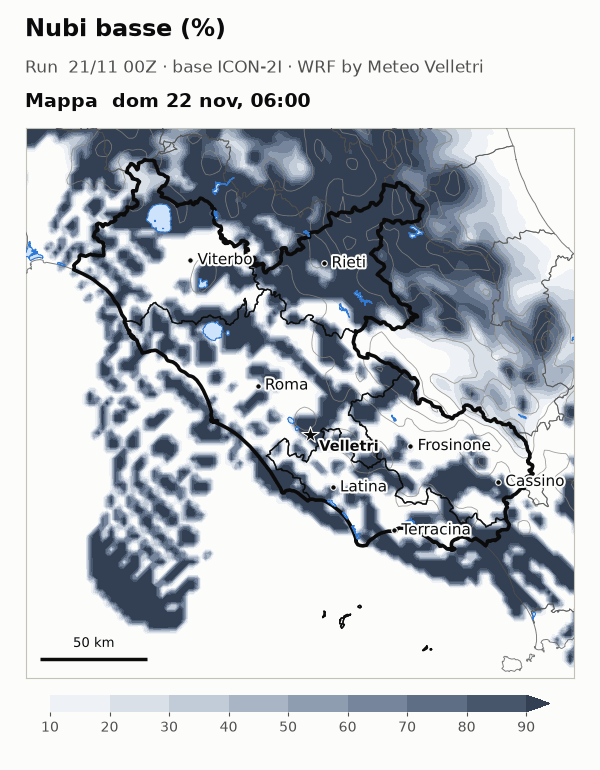 Nubi basse (%)
Run 21/11 00Z · base ICON-2I · WRF by Meteo Velletri
Mappa dom 22 nov, 06:00
Viterbo
Rieti
Roma
Velletri
Frosinone
Cassino
Latina
Terracina
50 km
10 20 30 40 50 60 70 80 90